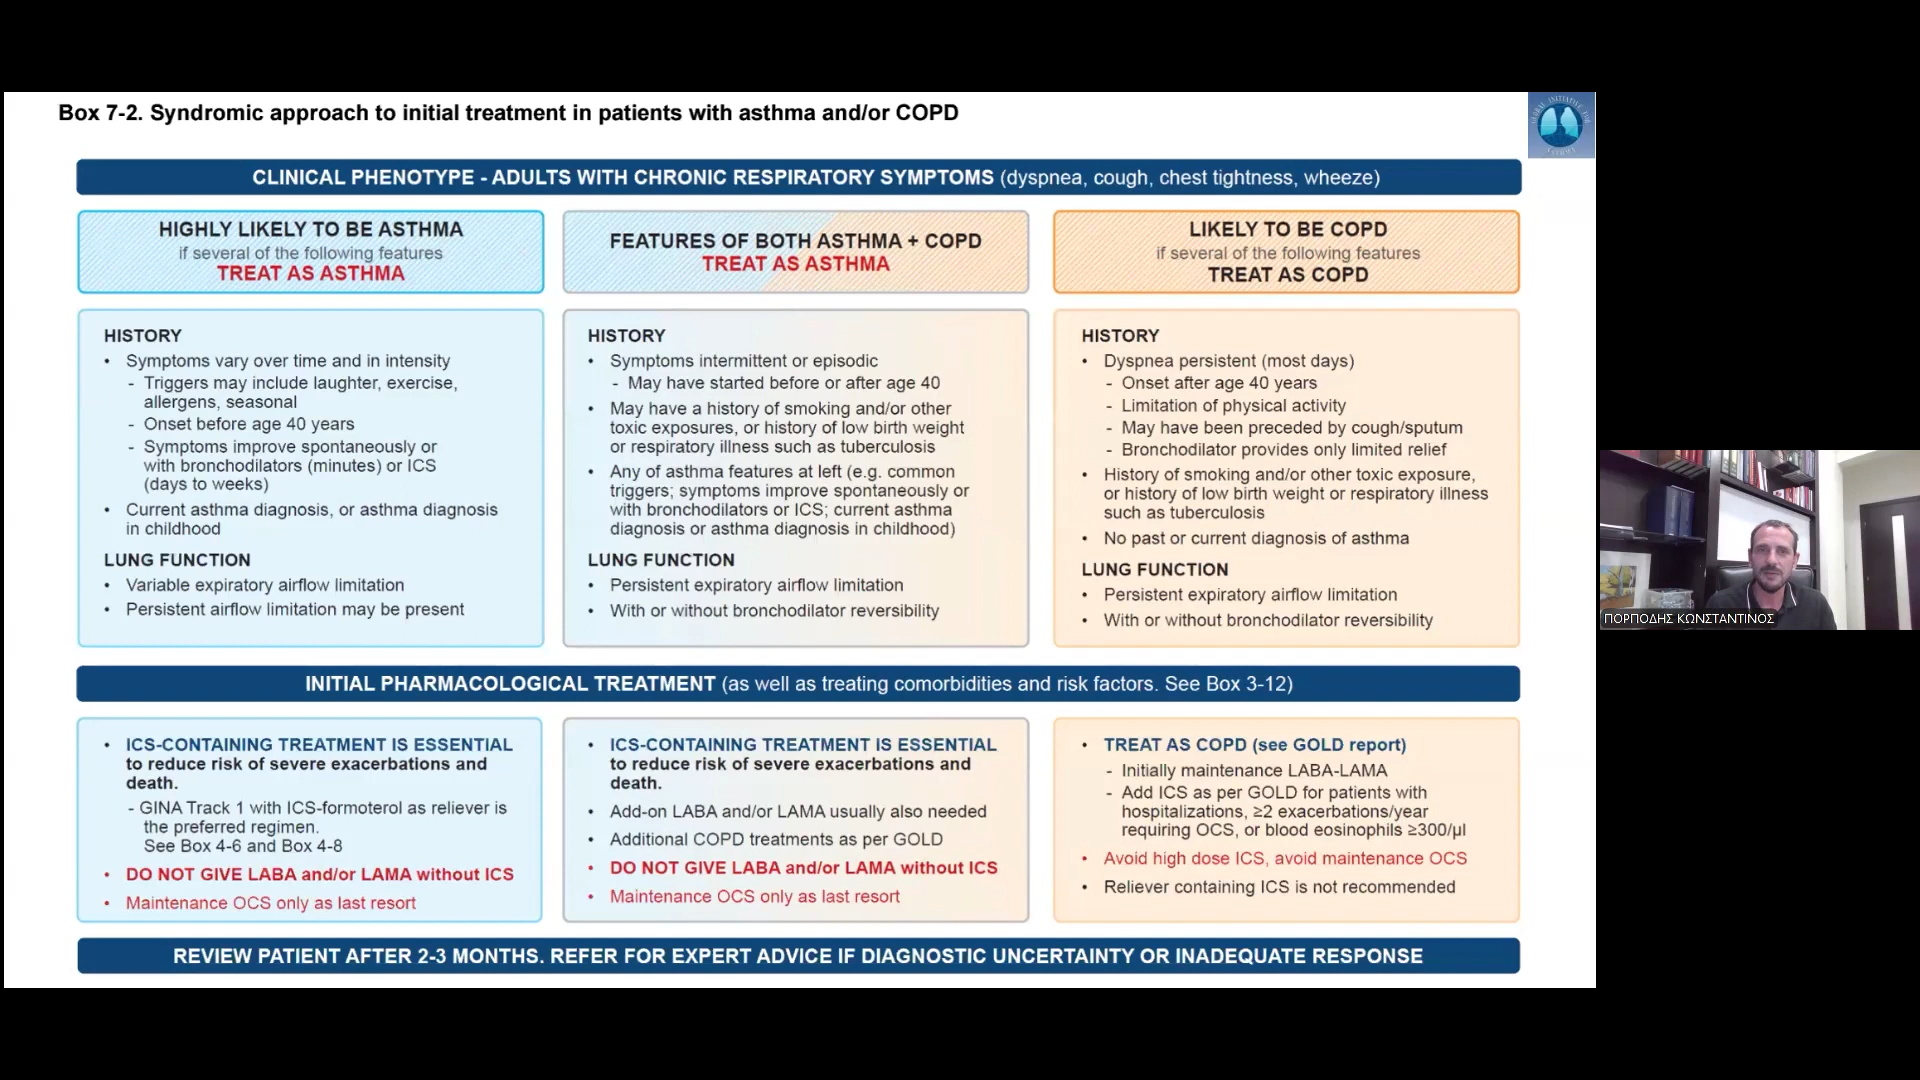 Box 7-2. Syndromic approach to initial treatment in patients with asthma and/or COPD
CLINICAL PHENOTYPE - ADULTS WITH CHRONIC RESPIRATORY SYMPTOMS (dyspnea, cough, chest tightness, wheeze)
HIGHLY LIKELY TO BE ASTHMA
if several of the following features
TREAT AS ASTHMA
HISTORY
• Symptoms vary over time and in intensity
- Triggers may include laughter, exercise,
allergens, seasonal
- Onset before age 40 years
- Symptoms improve spontaneously or
with bronchodilators (minutes) or ICS
(days to weeks)
• Current asthma diagnosis, or asthma diagnosis
in childhood
LUNG FUNCTION
• Variable expiratory airflow limitation
• Persistent airflow limitation may be present
FEATURES OF BOTH ASTHMA + COPD
TREAT AS ASTHMA
HISTORY
• Symptoms intermittent or episodic
- May have started before or after age 40
• May have a history of smoking and/or other
toxic exposures, or history of low birth weight
or respiratory illness such as tuberculosis
• Any of asthma features at left (e.g. common
triggers; symptoms improve spontaneously or
with bronchodilators or ICS; current asthma
diagnosis or asthma diagnosis in childhood)
LUNG FUNCTION
• Persistent expiratory airflow limitation
• With or without bronchodilator reversibility
LIKELY TO BE COPD
if several of the following features
TREAT AS COPD
HISTORY
• Dyspnea persistent (most days)
- Onset after age 40 years
- Limitation of physical activity
- May have been preceded by cough/sputum
- Bronchodilator provides only limited relief
• History of smoking and/or other toxic exposure,
or history of low birth weight or respiratory illness
such as tuberculosis
• No past or current diagnosis of asthma
LUNG FUNCTION
• Persistent expiratory airflow limitation
• With or without bronchodilator reversibility
INITIAL PHARMACOLOGICAL TREATMENT (as well as treating comorbidities and risk factors. See Box 3-12)
• ICS-CONTAINING TREATMENT IS ESSENTIAL
to reduce risk of severe exacerbations and
death.
- GINA Track 1 with ICS-formoterol as reliever is
the preferred regimen.
See Box 4-6 and Box 4-8
• DO NOT GIVE LABA and/or LAMA without ICS
• Maintenance OCS only as last resort
• ICS-CONTAINING TREATMENT IS ESSENTIAL
to reduce risk of severe exacerbations and
death.
• Add-on LABA and/or LAMA usually also needed
• Additional COPD treatments as per GOLD
• DO NOT GIVE LABA and/or LAMA without ICS
• Maintenance OCS only as last resort
• TREAT AS COPD (see GOLD report)
- Initially maintenance LABA-LAMA
- Add ICS as per GOLD for patients with
hospitalizations, ≥2 exacerbations/year
requiring OCS, or blood eosinophils ≥300/µl
• Avoid high dose ICS, avoid maintenance OCS
• Reliever containing ICS is not recommended
REVIEW PATIENT AFTER 2-3 MONTHS. REFER FOR EXPERT ADVICE IF DIAGNOSTIC UNCERTAINTY OR INADEQUATE RESPONSE
ΠΟΡΠΟΔΗΣ ΚΩΝΣΤΑΝΤΙΝΟΣ